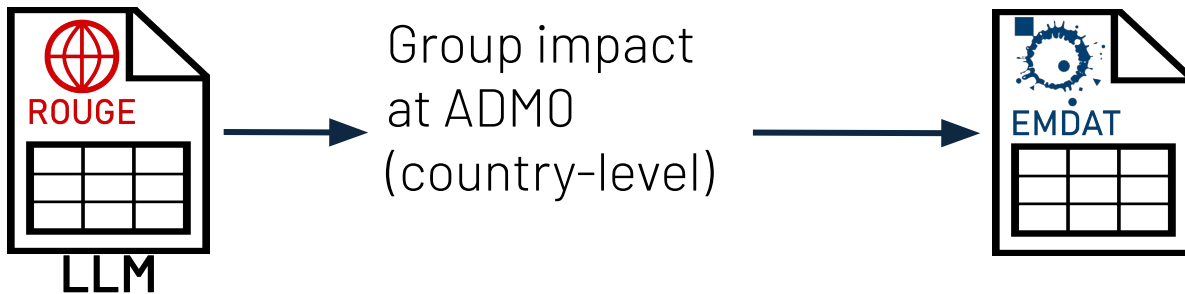 ROUGE
LLM
Group impact
at ADM0
(country-level)
EMDAT